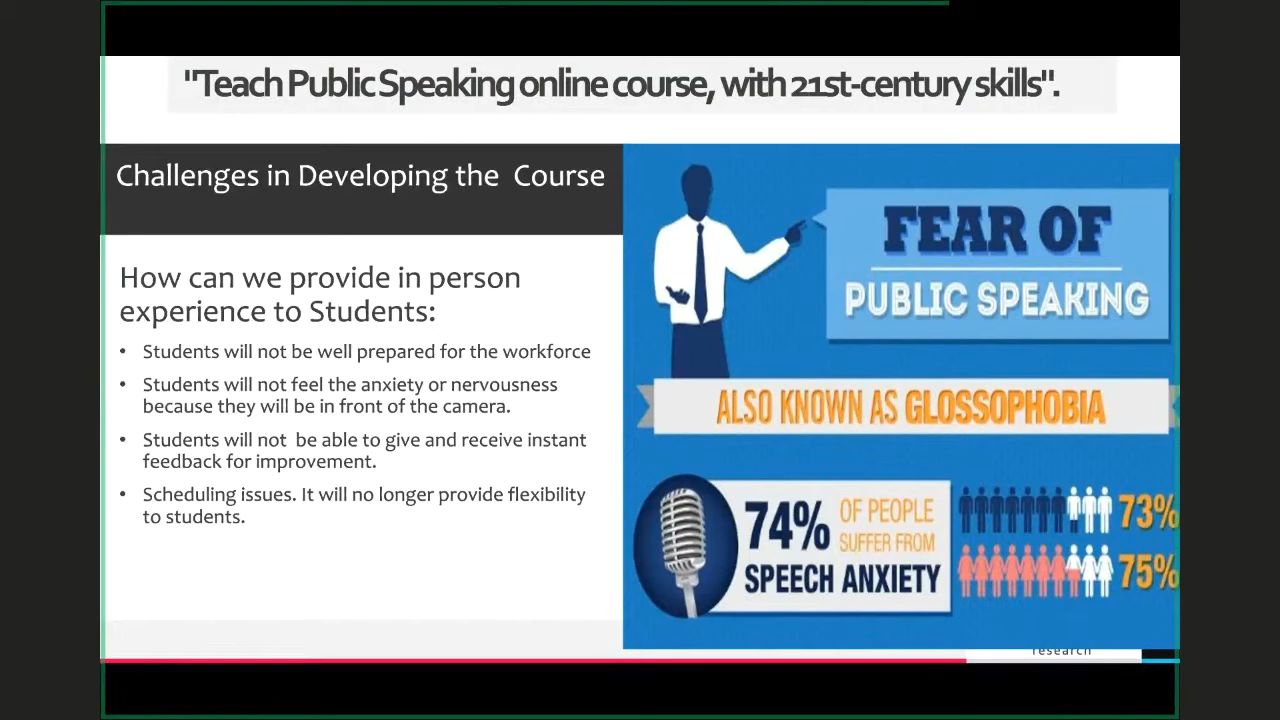 "Teach Public Speaking online course, with 21st-century skills".
Challenges in Developing the Course
How can we provide in person
experience to Students:
• Students will not be well prepared for the workforce
• Students will not feel the anxiety or nervousness
because they will be in front of the camera.
• Students will not be able to give and receive instant
feedback for improvement.
• Scheduling issues. It will no longer provide flexibility
to students.
FEAR OF
PUBLIC SPEAKING
ALSO KNOWN AS GLOSSOPHOBIA
74% OF PEOPLE
SUFFER FROM
SPEECH ANXIETY
73%
75%
research